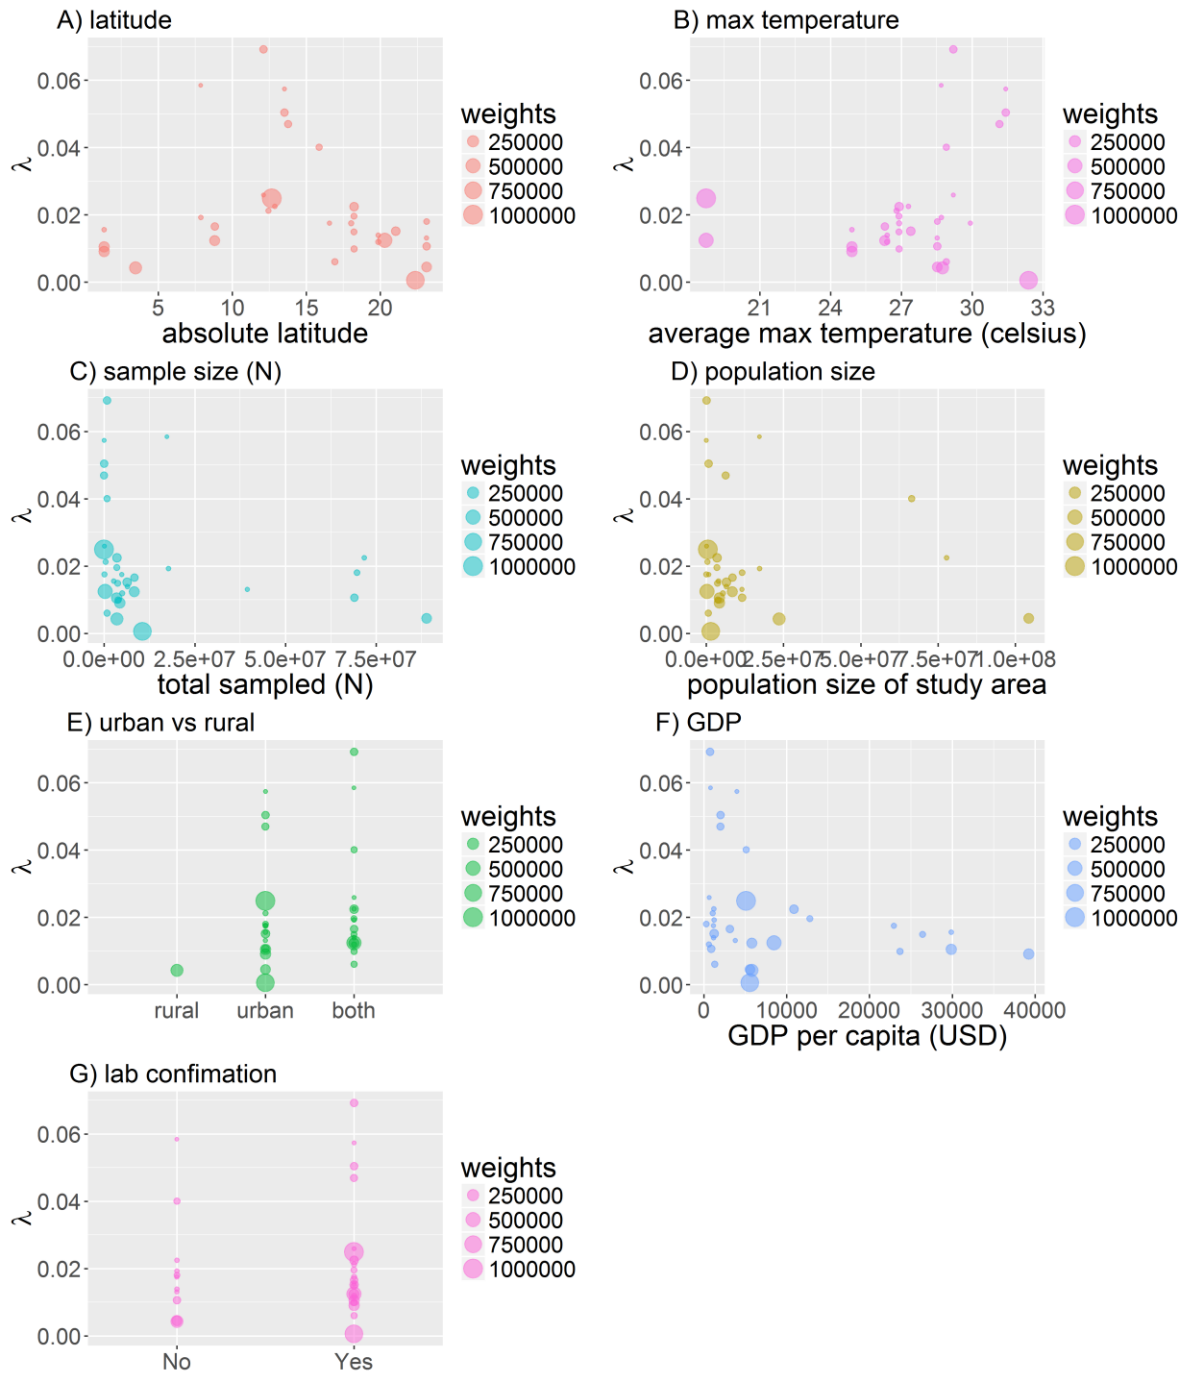 A) latitude
0.06
0.04
0.02
0.00
λ
5 10 15 20
absolute latitude
weights
250000
500000
750000
1000000
B) max temperature
0.06
0.04
0.02
0.00
λ
21 24 27 30 33
average max temperature (celsius)
weights
250000
500000
750000
1000000
C) sample size (N)
0.06
0.04
0.02
0.00
λ
0.0e+00 2.5e+07 5.0e+07 7.5e+07
total sampled (N)
weights
250000
500000
750000
1000000
D) population size
0.06
0.04
0.02
0.00
λ
0.0e+00 2.5e+07 5.0e+07 7.5e+07 1.0e+08
population size of study area
weights
250000
500000
750000
1000000
E) urban vs rural
0.06
0.04
0.02
0.00
λ
rural urban both
weights
250000
500000
750000
1000000
F) GDP
0.06
0.04
0.02
0.00
λ
0 10000 20000 30000 40000
GDP per capita (USD)
weights
250000
500000
750000
1000000
G) lab confimation
0.06
0.04
0.02
0.00
λ
No Yes
weights
250000
500000
750000
1000000